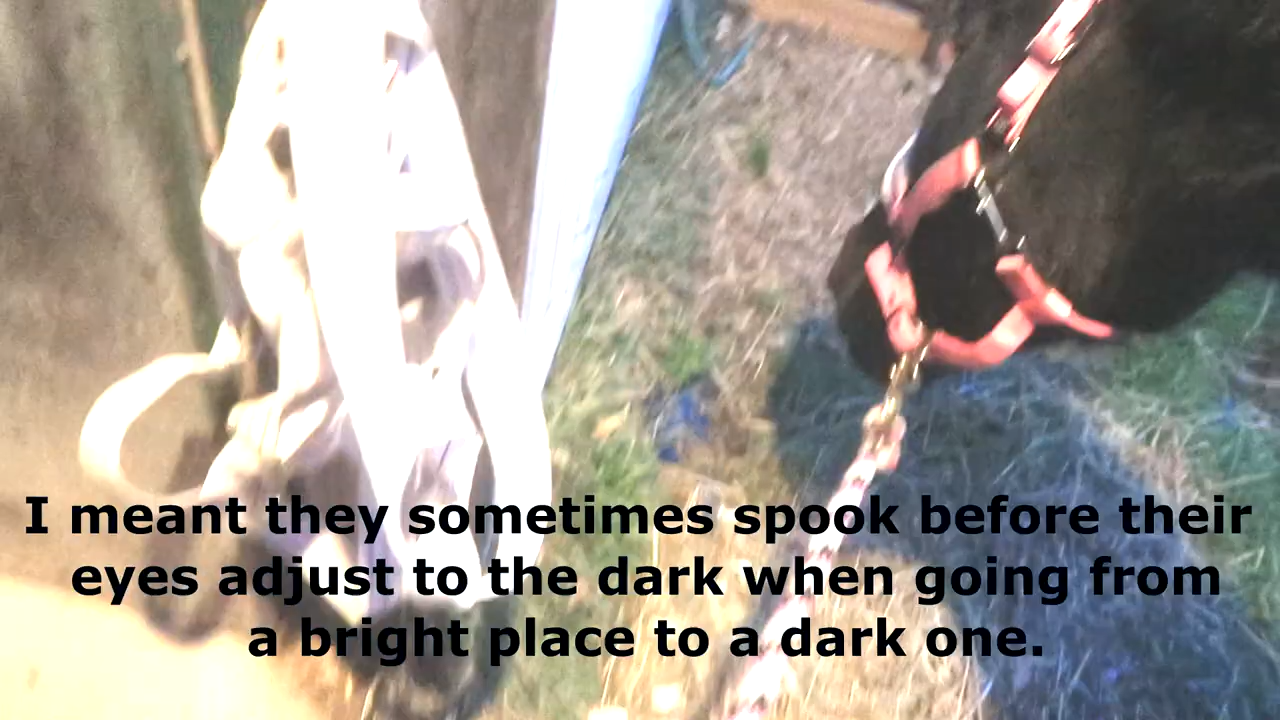 I meant they sometimes spook before their
eyes adjust to the dark when going from
a bright place to a dark one.